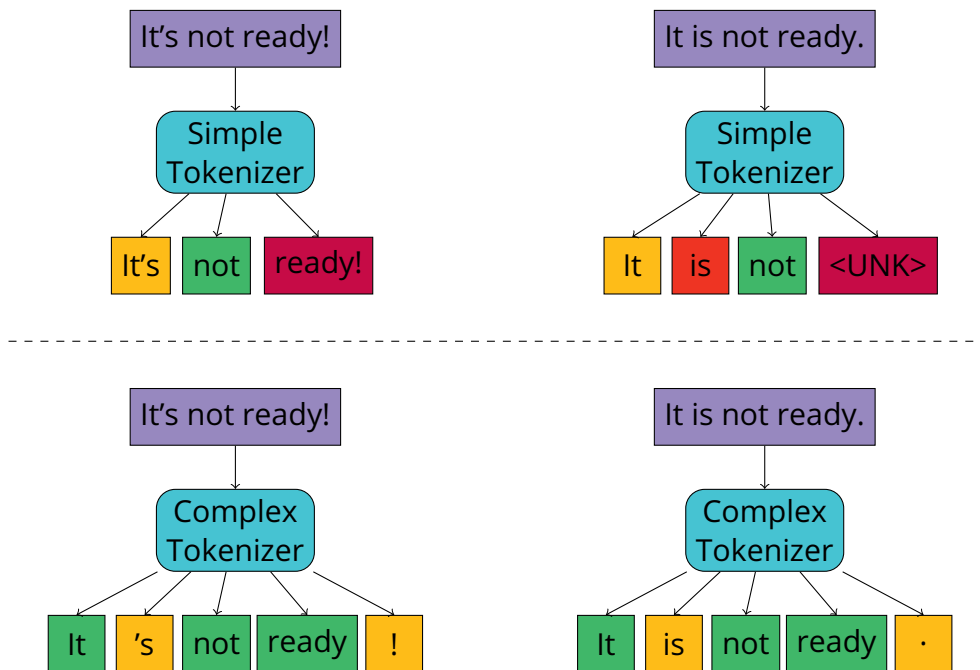 It’s not ready!
It is not ready.
Simple
Tokenizer
Simple
Tokenizer
It's
not
ready!
It
is
not
<UNK>
It’s not ready!
It is not ready.
Complex
Tokenizer
Complex
Tokenizer
It
’s
not
ready
!
It
is
not
ready
.